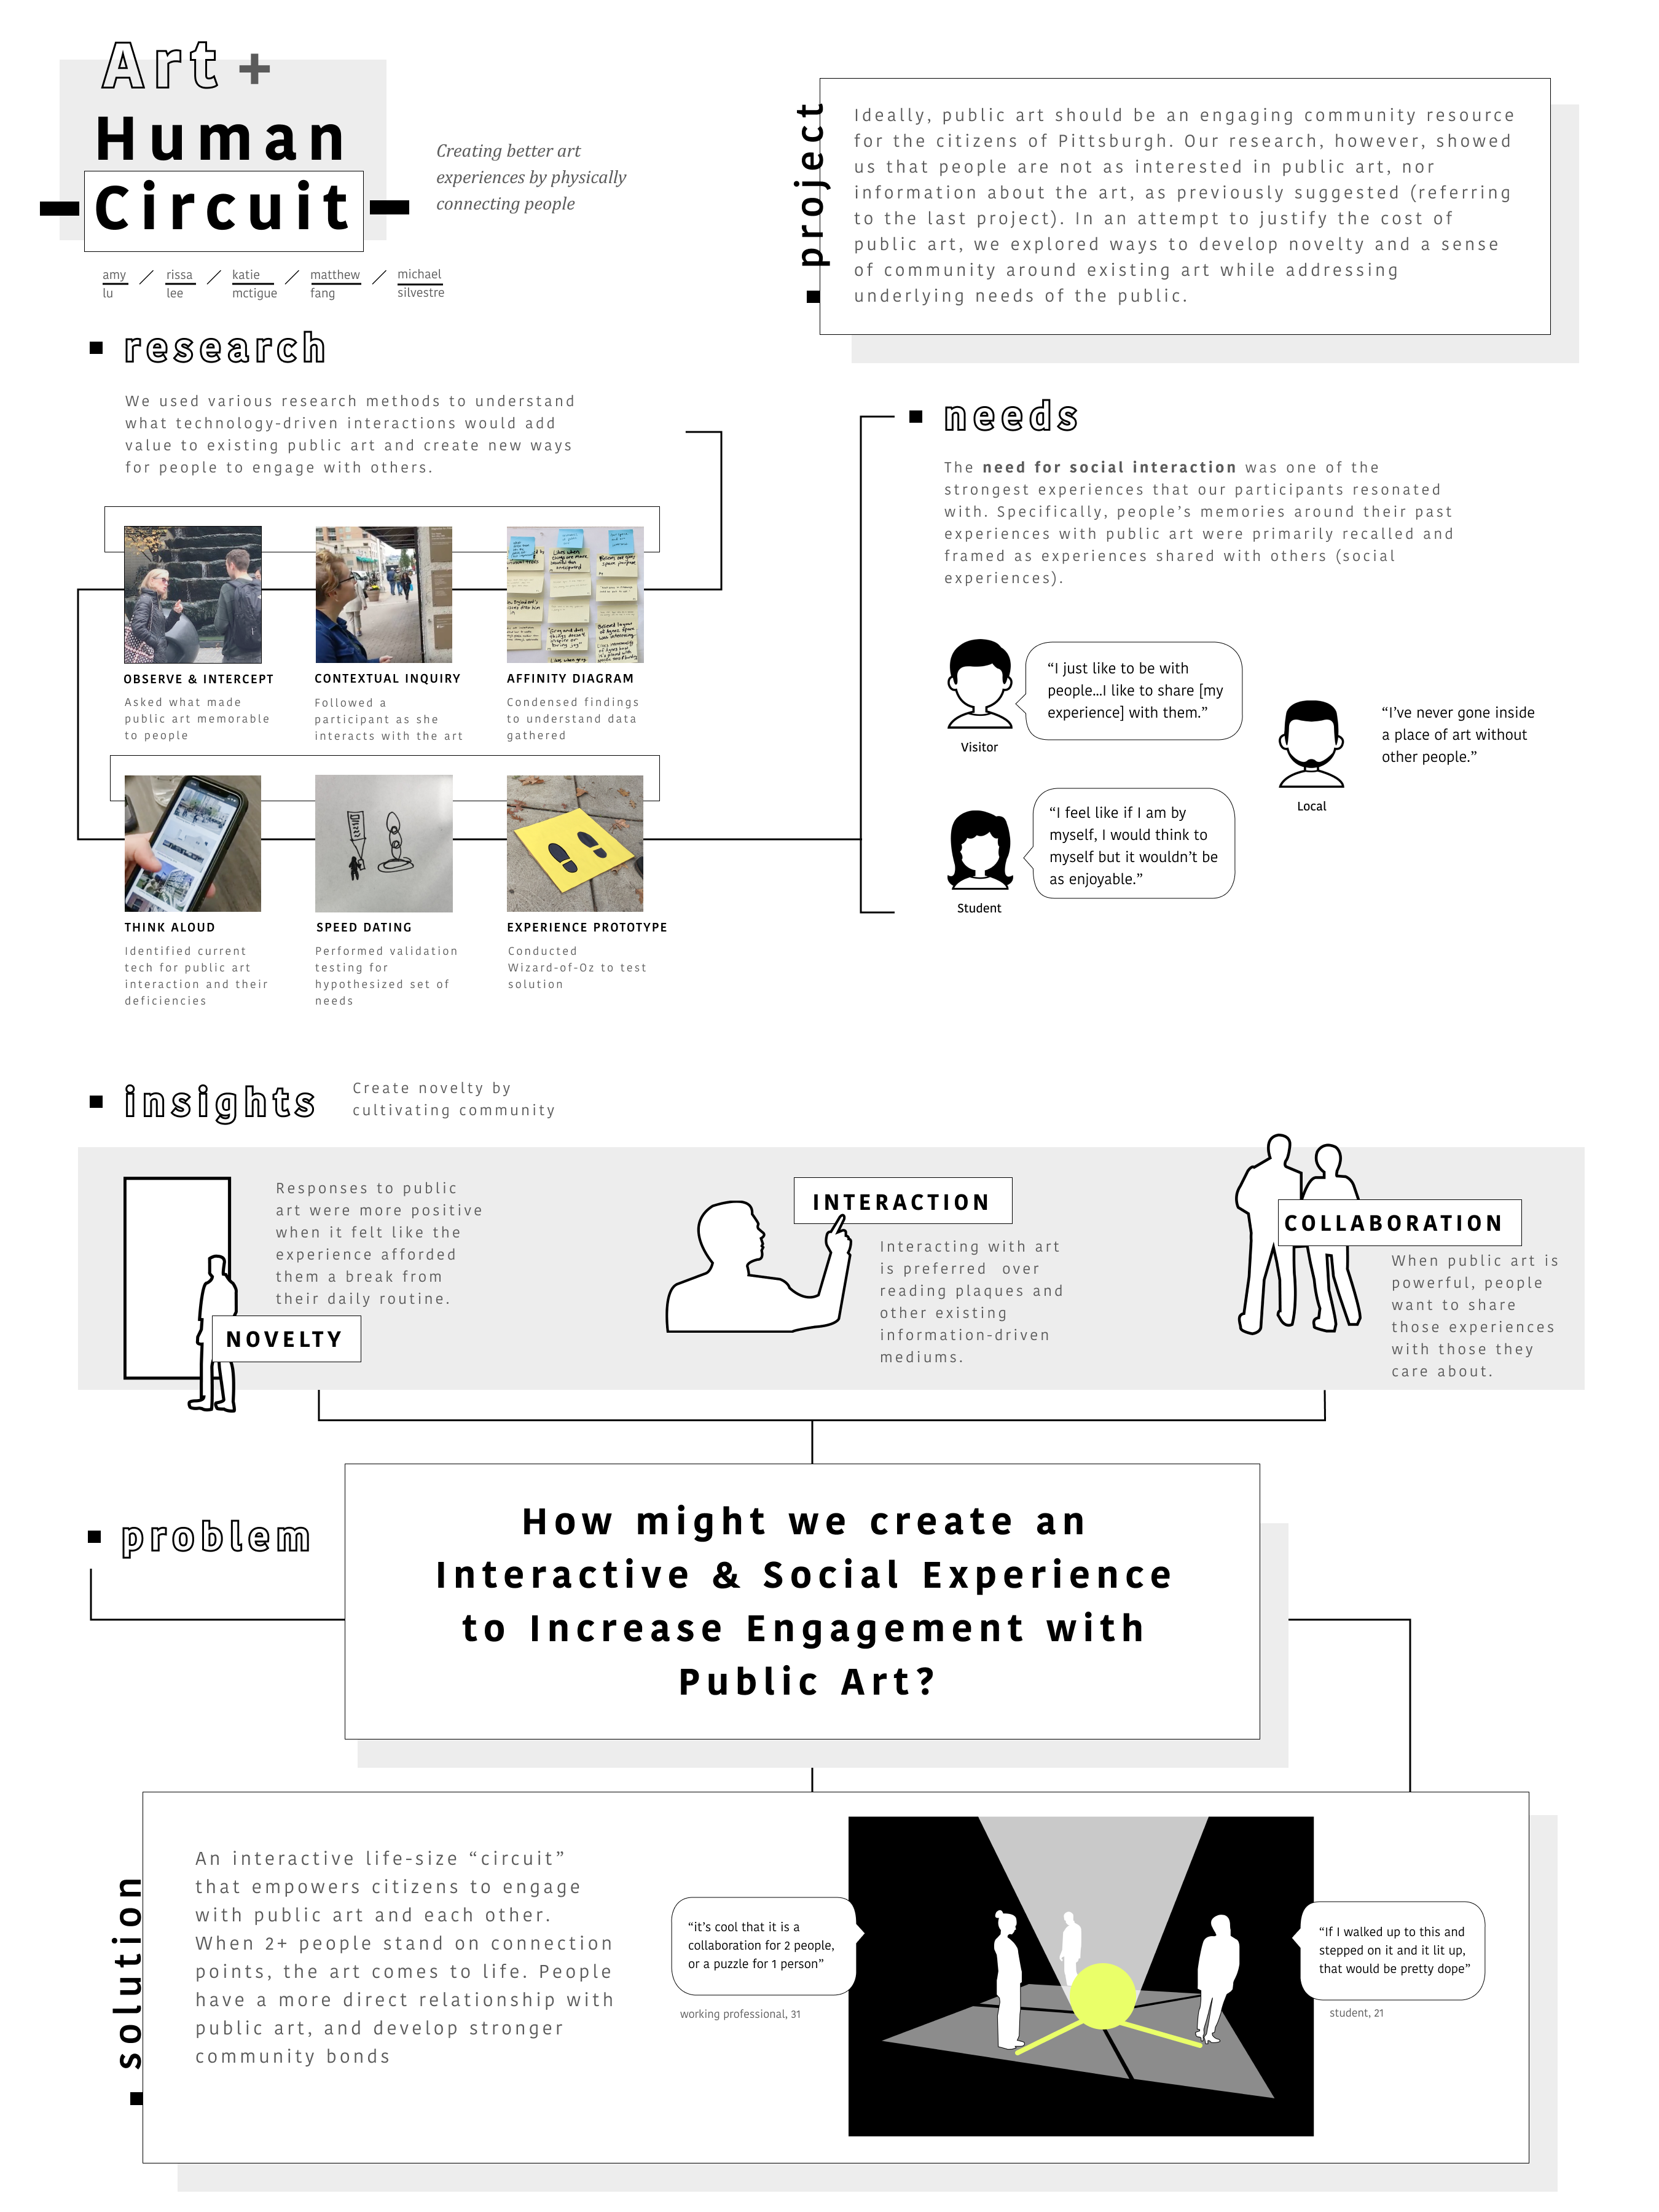 Art +
Human
Circuit
Creating better art
experiences by physically
connecting people
amy
lu
rissa
lee
katie
mctigue
matthew
fang
michael
silvestre
project
Ideally, public art should be an engaging community resource
for the citizens of Pittsburgh. Our research, however, showed
us that people are not as interested in public art, nor
information about the art, as previously suggested (referring
to the last project). In an attempt to justify the cost of
public art, we explored ways to develop novelty and a sense
of community around existing art while addressing
underlying needs of the public.
research
We used various research methods to understand
what technology-driven interactions would add
value to existing public art and create new ways
for people to engage with others.
OBSERVE & INTERCEPT
Asked what made
public art memorable
to people
CONTEXTUAL INQUIRY
Followed a
participant as she
interacts with the art
AFFINITY DIAGRAM
Condensed findings
to understand data
gathered
THINK ALOUD
Identified current
tech for public art
interaction and their
deficiencies
SPEED DATING
Performed validation
testing for
hypothesized set of
needs
EXPERIENCE PROTOTYPE
Conducted
Wizard-of-Oz to test
solution
needs
The need for social interaction was one of the
strongest experiences that our participants resonated
with. Specifically, people’s memories around their past
experiences with public art were primarily recalled and
framed as experiences shared with others (social
experiences).
“I just like to be with
people...I like to share [my
experience] with them.”
Visitor
“I’ve never gone inside
a place of art without
other people.”
Local
“I feel like if I am by
myself, I would think to
myself but it wouldn’t be
as enjoyable.”
Student
insights
Create novelty by
cultivating community
Responses to public
art were more positive
when it felt like the
experience afforded
them a break from
their daily routine.
NOVELTY
INTERACTION
Interacting with art
is preferred over
reading plaques and
other existing
information-driven
mediums.
COLLABORATION
When public art is
powerful, people
want to share
those experiences
with those they
care about.
problem
How might we create an
Interactive & Social Experience
to Increase Engagement with
Public Art?
solution
An interactive life-size “circuit”
that empowers citizens to engage
with public art and each other.
When 2+ people stand on connection
points, the art comes to life. People
have a more direct relationship with
public art, and develop stronger
community bonds
“it’s cool that it is a
collaboration for 2 people,
or a puzzle for 1 person”
working professional, 31
“If I walked up to this and
stepped on it and it lit up,
that would be pretty dope”
student, 21